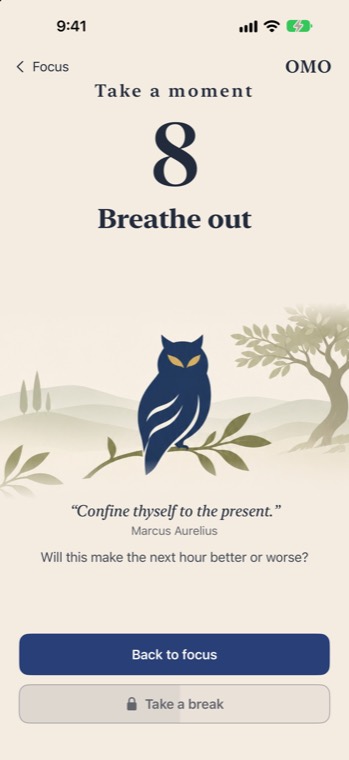 9:41
Focus
OMO
Take a moment
8
Breathe out
“Confine thyself to the present.”
Marcus Aurelius
Will this make the next hour better or worse?
Back to focus
Take a break